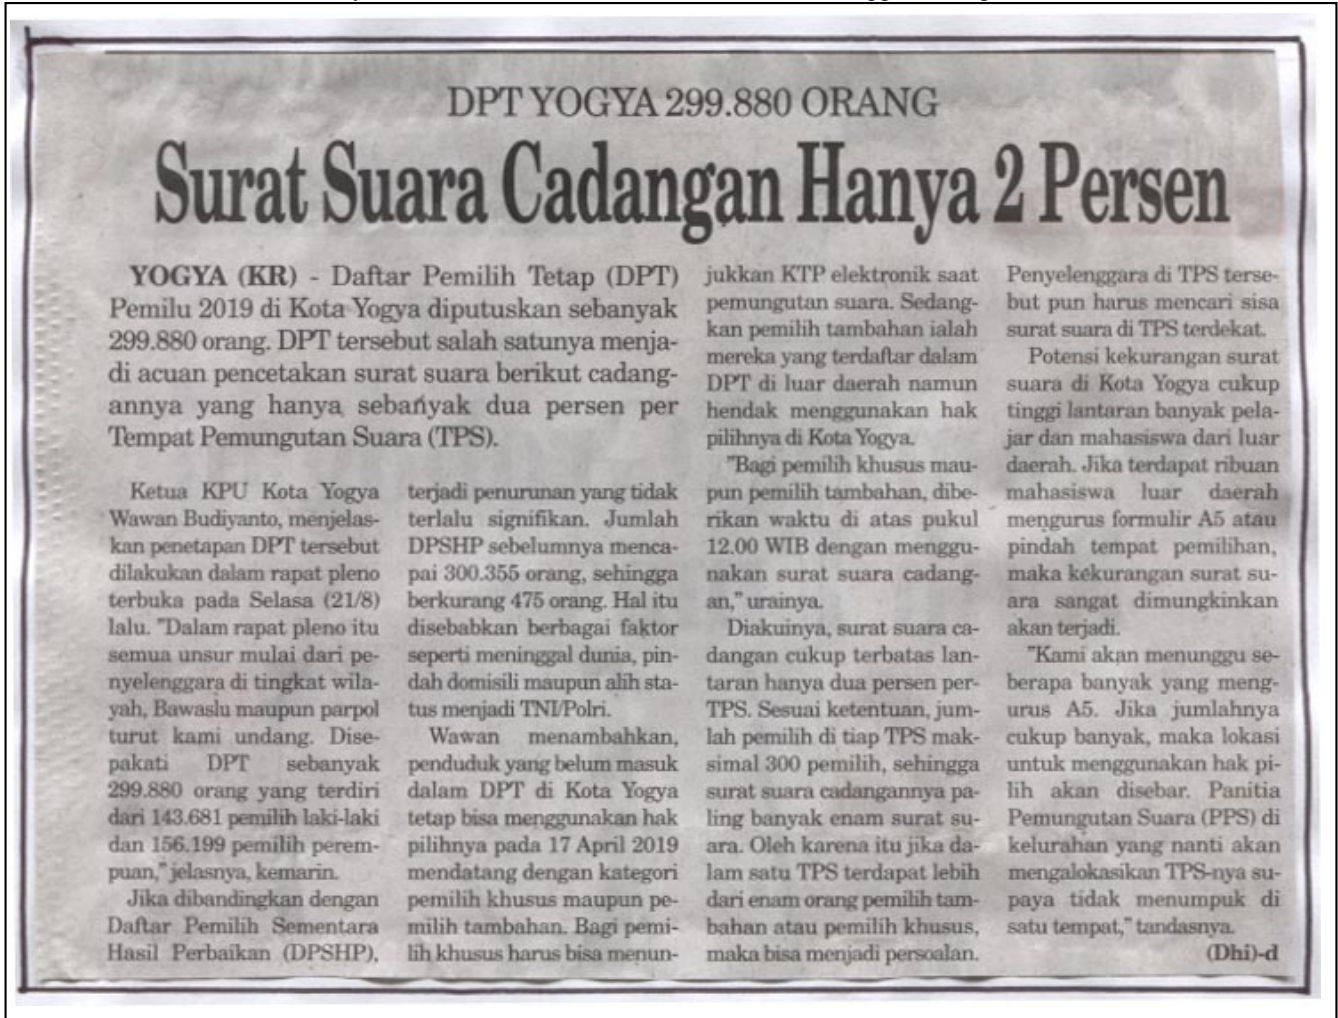 DPT YOGYA 299.880 ORANG
Surat Suara Cadangan Hanya 2 Persen
YOGYA (KR) - Daftar Pemilih Tetap (DPT)
Pemilu 2019 di Kota Yogya diputuskan sebanyak
299.880 orang. DPT tersebut salah satunya menja-
di acuan pencetakan surat suara berikut cadang-
annya yang hanya sebanyak dua persen per
Tempat Pemungutan Suara (TPS).
Ketua KPU Kota Yogya
Wawan Budiyanto, menjelas-
kan penetapan DPT tersebut
dilakukan dalam rapat pleno
terbuka pada Selasa (21/8)
lalu. "Dalam rapat pleno itu
semua unsur mulai dari pe-
nyelenggara di tingkat wila-
yah, Bawaslu maupun parpol
turut kami undang. Dise-
pakati DPT sebanyak
299.880 orang yang terdiri
dari 143.681 pemilih laki-laki
dan 156.199 pemilih perem-
puan," jelasnya, kemarin.
Jika dibandingkan dengan
Daftar Pemilih Sementara
Hasil Perbaikan (DPSHP),
terjadi penurunan yang tidak
terlalu signifikan. Jumlah
DPSHP sebelumnya menca-
pai 300.355 orang, sehingga
berkurang 475 orang. Hal itu
disebabkan berbagai faktor
seperti meninggal dunia, pin-
dah domisili maupun alih sta-
tus menjadi TNI/Polri.
Wawan menambahkan,
penduduk yang belum masuk
dalam DPT di Kota Yogya
tetap bisa menggunakan hak
pilihnya pada 17 April 2019
mendatang dengan kategori
pemilih khusus maupun pe-
milih tambahan. Bagi pemi-
lih khusus harus bisa menun-
jukkan KTP elektronik saat
pemungutan suara. Sedang-
kan pemilih tambahan ialah
mereka yang terdaftar dalam
DPT di luar daerah namun
hendak menggunakan hak
pilihnya di Kota Yogya.
"Bagi pemilih khusus mau-
pun pemilih tambahan, dibe-
rikan waktu di atas pukul
12.00 WIB dengan menggu-
nakan surat suara cadang-
an," urainya.
Diakuinya, surat suara ca-
dangan cukup terbatas lan-
taran hanya dua persen per-
TPS. Sesuai ketentuan, jum-
lah pemilih di tiap TPS mak-
simal 300 pemilih, sehingga
surat suara cadangannya pa-
ling banyak enam surat su-
ara. Oleh karena itu jika da-
lam satu TPS terdapat lebih
dari enam orang pemilih tam-
bahan atau pemilih khusus,
maka bisa menjadi persoalan.
Penyelenggara di TPS terse-
but pun harus mencari sisa
surat suara di TPS terdekat.
Potensi kekurangan surat
suara di Kota Yogya cukup
tinggi lantaran banyak pela-
jar dan mahasiswa dari luar
daerah. Jika terdapat ribuan
mahasiswa luar daerah
mengurus formulir A5 atau
pindah tempat pemilihan,
maka kekurangan surat su-
ara sangat dimungkinkan
akan terjadi.
"Kami akan menunggu se-
berapa banyak yang meng-
urus A5. Jika jumlahnya
cukup banyak, maka lokasi
untuk menggunakan hak pi-
lih akan disebar. Panitia
Pemungutan Suara (PPS) di
kelurahan yang nanti akan
mengalokasikan TPS-nya su-
paya tidak menumpuk di
satu tempat," tandasnya.
(Dhi)-d